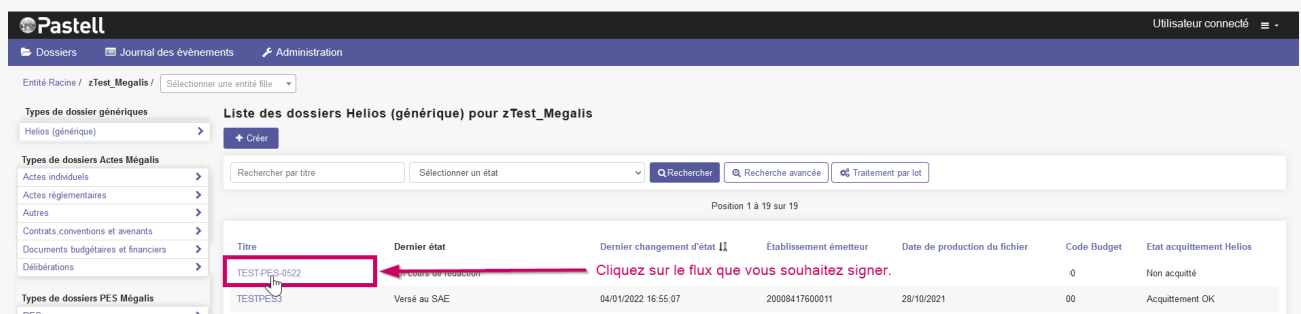 Pastell
Utilisateur connecté
Dossiers Journal des évènements Administration
Entité Racine / zTest_Megalis / Sélectionner une entité fille
Types de dossier génériques
Helios (générique)
Types de dossiers Actes Mégalis
Actes individuels
Actes règlementaires
Autres
Contrats,conventions et avenants
Documents budgétaires et financiers
Délibérations
Types de dossiers PES Mégalis
Liste des dossiers Helios (générique) pour zTest_Megalis
Créer
Rechercher par titre Sélectionner un état Rechercher Recherche avancée Traitement par lot
Position 1 à 19 sur 19
Titre Dernier état Dernier changement d'état Établissement émetteur Date de production du fichier Code Budget Etat acquittement Helios
TEST-PES-0522 en cours de rédaction Cliquez sur le flux que vous souhaitez signer. Non acquitté
TESTPES3 Versé au SAE 04/01/2022 16:55:07 20008417600011 28/10/2021 00 Acquittement OK